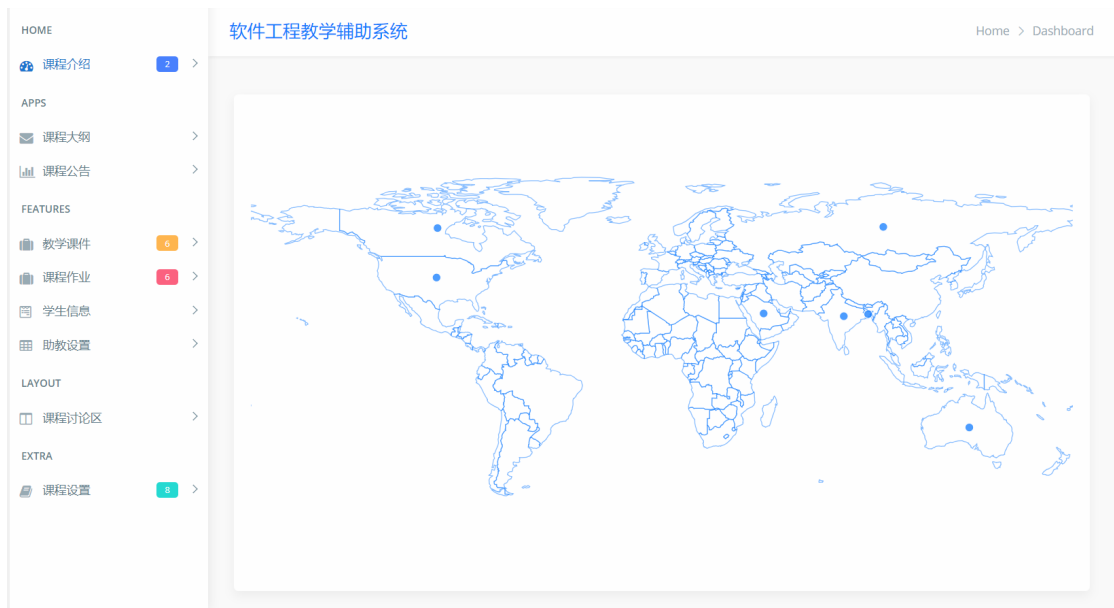 HOME
课程介绍 2
APPS
课程大纲
课程公告
FEATURES
教学课件 6
课程作业 6
学生信息
助教设置
LAYOUT
课程讨论区
EXTRA
课程设置 8
软件工程教学辅助系统
Home > Dashboard